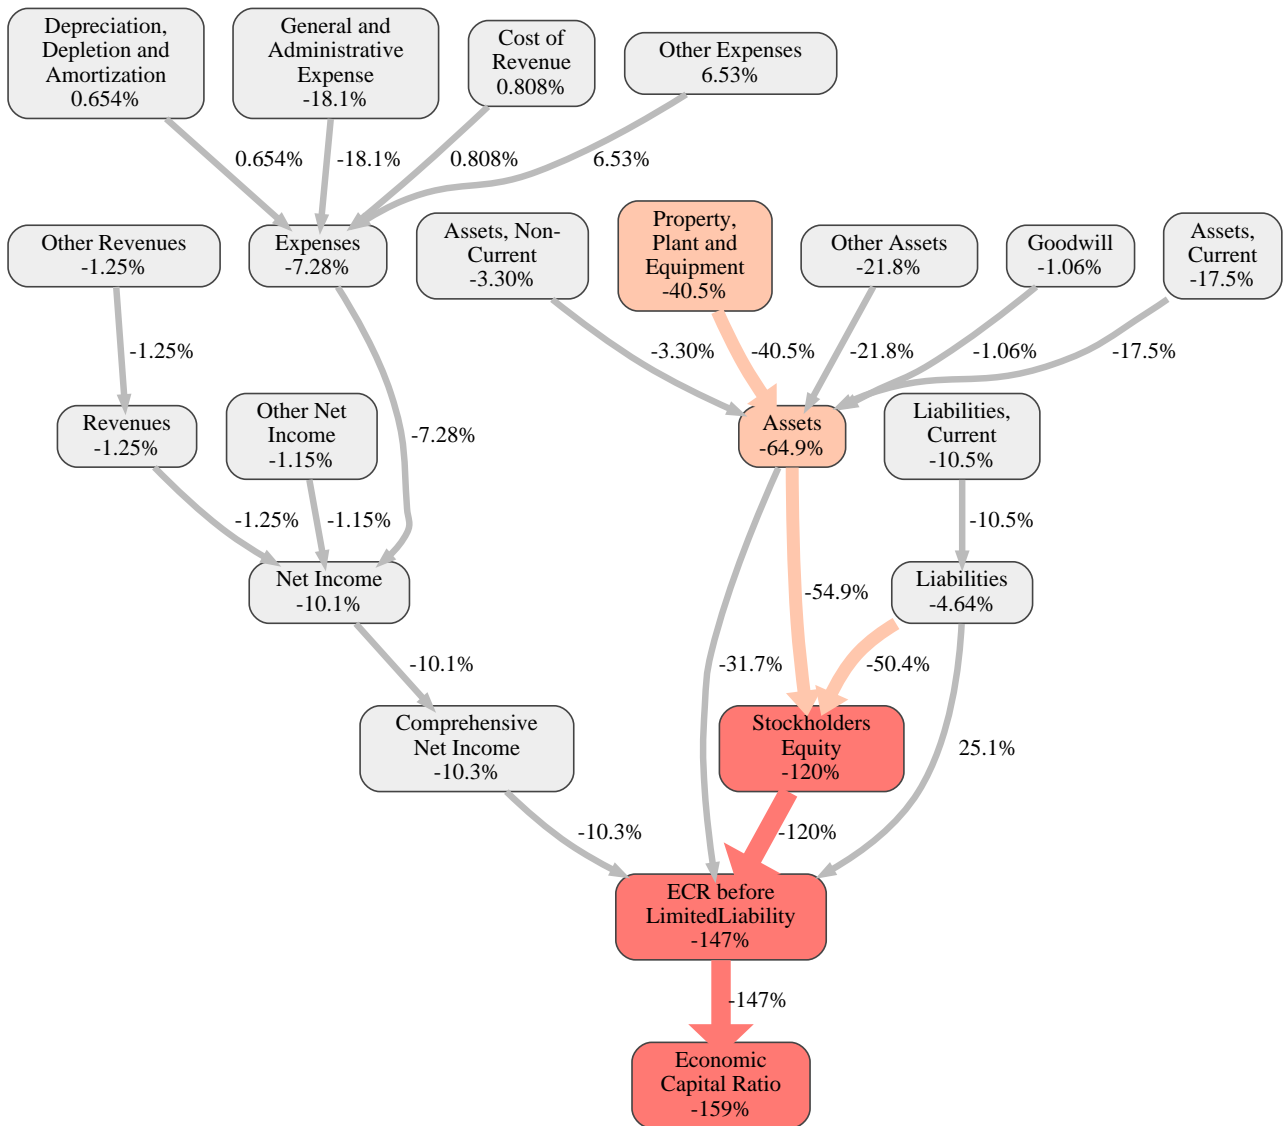 Depreciation,
Depletion and
Amortization
0.654%
General and
Administrative
Expense
-18.1%
Cost of
Revenue
0.808%
Other Expenses
6.53%
0.654%
-18.1%
0.808%
6.53%
Other Revenues
-1.25%
Expenses
-7.28%
Assets, Non-
Current
-3.30%
Property,
Plant and
Equipment
-40.5%
Other Assets
-21.8%
Goodwill
-1.06%
Assets,
Current
-17.5%
-1.25%
-3.30%
-40.5%
-21.8%
-1.06%
-17.5%
Revenues
-1.25%
Other Net
Income
-1.15%
-7.28%
Assets
-64.9%
Liabilities,
Current
-10.5%
-1.25%
-1.15%
-10.5%
Net Income
-10.1%
-54.9%
Liabilities
-4.64%
-10.1%
-31.7%
-50.4%
Comprehensive
Net Income
-10.3%
Stockholders
Equity
-120%
25.1%
-10.3%
-120%
ECR before
LimitedLiability
-147%
-147%
Economic
Capital Ratio
-159%